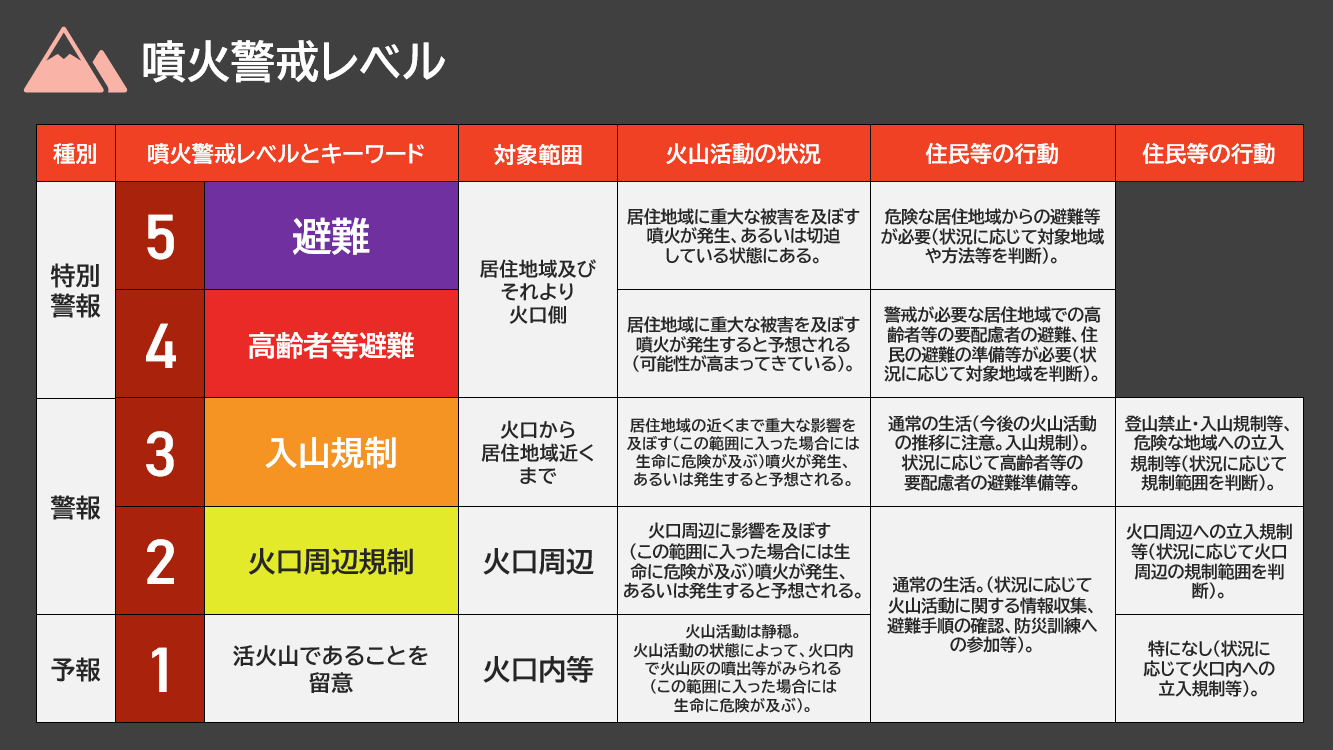 噴火警戒レベル
種別
噴火警戒レベルとキーワード
対象範囲
火山活動の状況
住民等の行動
住民等の行動
特別
警報
5
避難
居住地域及び
それより
火口側
居住地域に重大な被害を及ぼす
噴火が発生、あるいは切迫
している状態にある。
危険な居住地域からの避難等
が必要(状況に応じて対象地域
や方法等を判断)。
4
高齢者等避難
居住地域に重大な被害を及ぼす
噴火が発生すると予想される
(可能性が高まってきている)。
警戒が必要な居住地域での高
齢者等の要配慮者の避難、住
民の避難の準備等が必要(状
況に応じて対象地域を判断)。
警報
3
入山規制
火口から
居住地域近く
まで
居住地域の近くまで重大な影響を
及ぼす(この範囲に入った場合には
生命に危険が及ぶ)噴火が発生、
あるいは発生すると予想される。
通常の生活(今後の火山活動
の推移に注意。入山規制)。
状況に応じて高齢者等の
要配慮者の避難準備等。
登山禁止・入山規制等、
危険な地域への立入
規制等(状況に応じて
規制範囲を判断)。
2
火口周辺規制
火口周辺
火口周辺に影響を及ぼす
(この範囲に入った場合には生
命に危険が及ぶ)噴火が発生、
あるいは発生すると予想される。
通常の生活。(状況に応じて
火山活動に関する情報収集、
避難手順の確認、防災訓練へ
の参加等)。
火口周辺への立入規制
等(状況に応じて火口
周辺の規制範囲を判
断)。
予報
1
活火山であることを
留意
火口内等
火山活動は静穏。
火山活動の状態によって、火口内
で火山灰の噴出等がみられる
(この範囲に入った場合には
生命に危険が及ぶ)。
特になし(状況に
応じて火口内への
立入規制等)。